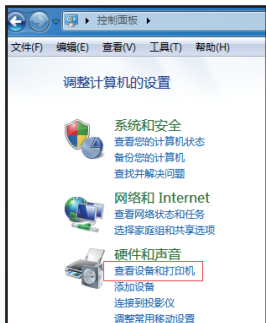 控制面板
文件(F) 编辑(E) 查看(V) 工具(T) 帮助(H)
调整计算机的设置
系统和安全
查看您的计算机状态
备份您的计算机
查找并解决问题
网络和 Internet
查看网络状态和任务
选择家庭组和共享选项
硬件和声音
查看设备和打印机
添加设备
连接到投影仪
调整常用移动设置